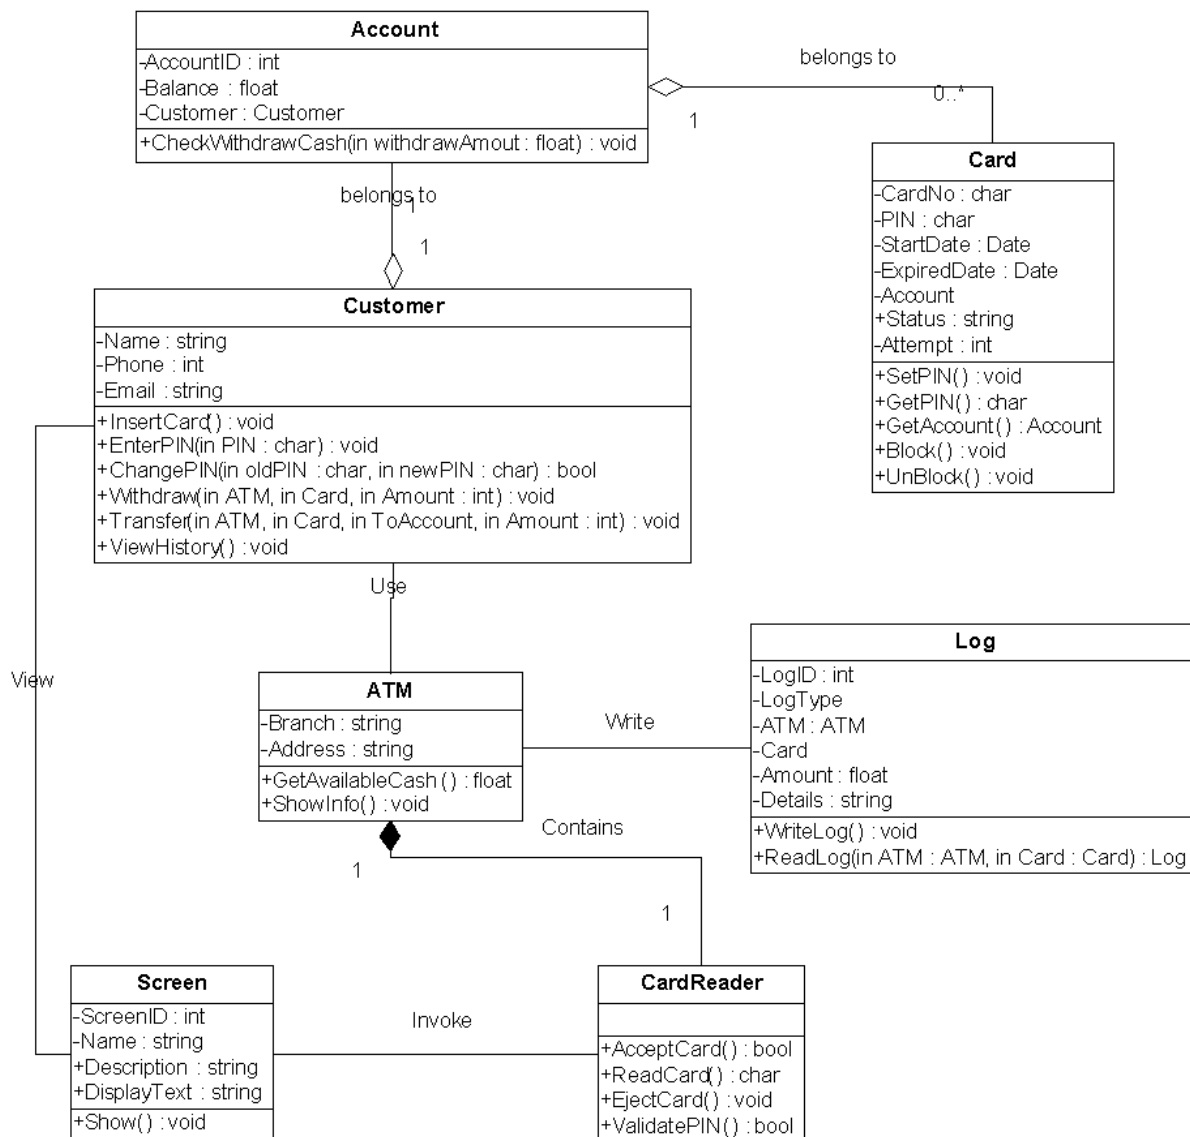 Account
-AccountID : int
-Balance : float
-Customer : Customer
+CheckWithdrawCash(in withdrawAmout : float) : void
belongs to
1
0..*
Card
-CardNo : char
-PIN : char
-StartDate : Date
-ExpiredDate : Date
-Account
+Status : string
-Attempt : int
+SetPIN() : void
+GetPIN() : char
+GetAccount() : Account
+Block() : void
+UnBlock() : void
belongs to
1
1
Customer
-Name : string
-Phone : int
-Email : string
+InsertCard() : void
+EnterPIN(in PIN : char) : void
+ChangePIN(in oldPIN : char, in newPIN : char) : bool
+Withdraw(in ATM, in Card, in Amount : int) : void
+Transfer(in ATM, in Card, in ToAccount, in Amount : int) : void
+ViewHistory() : void
Use
View
ATM
-Branch : string
-Address : string
+GetAvailableCash() : float
+ShowInfo() : void
Write
Log
-LogID : int
-LogType
-ATM : ATM
-Card
-Amount : float
-Details : string
+WriteLog() : void
+ReadLog(in ATM : ATM, in Card : Card) : Log
Contains
1
1
Screen
-ScreenID : int
-Name : string
+Description : string
+DisplayText : string
+Show() : void
Invoke
CardReader
+AcceptCard() : bool
+ReadCard() : char
+EjectCard() : void
+ValidatePIN() : bool